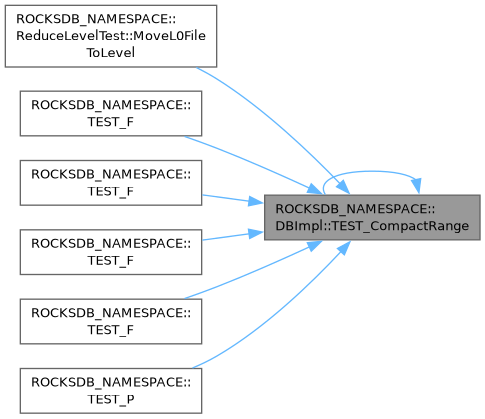 ROCKSDB_NAMESPACE::
ReduceLevelTest::MoveL0File
ToLevel
ROCKSDB_NAMESPACE::
TEST_F
ROCKSDB_NAMESPACE::
TEST_F
ROCKSDB_NAMESPACE::
DBImpl::TEST_CompactRange
ROCKSDB_NAMESPACE::
TEST_F
ROCKSDB_NAMESPACE::
TEST_F
ROCKSDB_NAMESPACE::
TEST_P